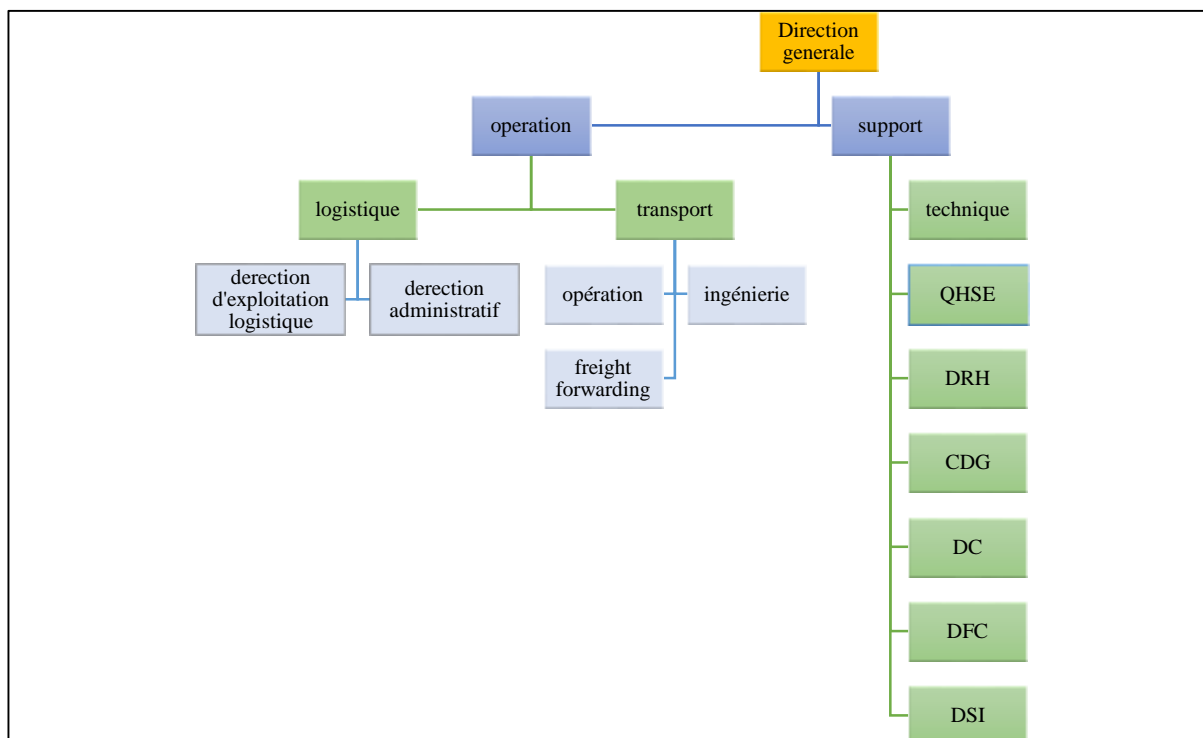 Direction
generale
operation
support
logistique
transport
technique
derection
d'exploitation
logistique
derection
administratif
opération
ingénierie
QHSE
freight
forwarding
DRH
CDG
DC
DFC
DSI